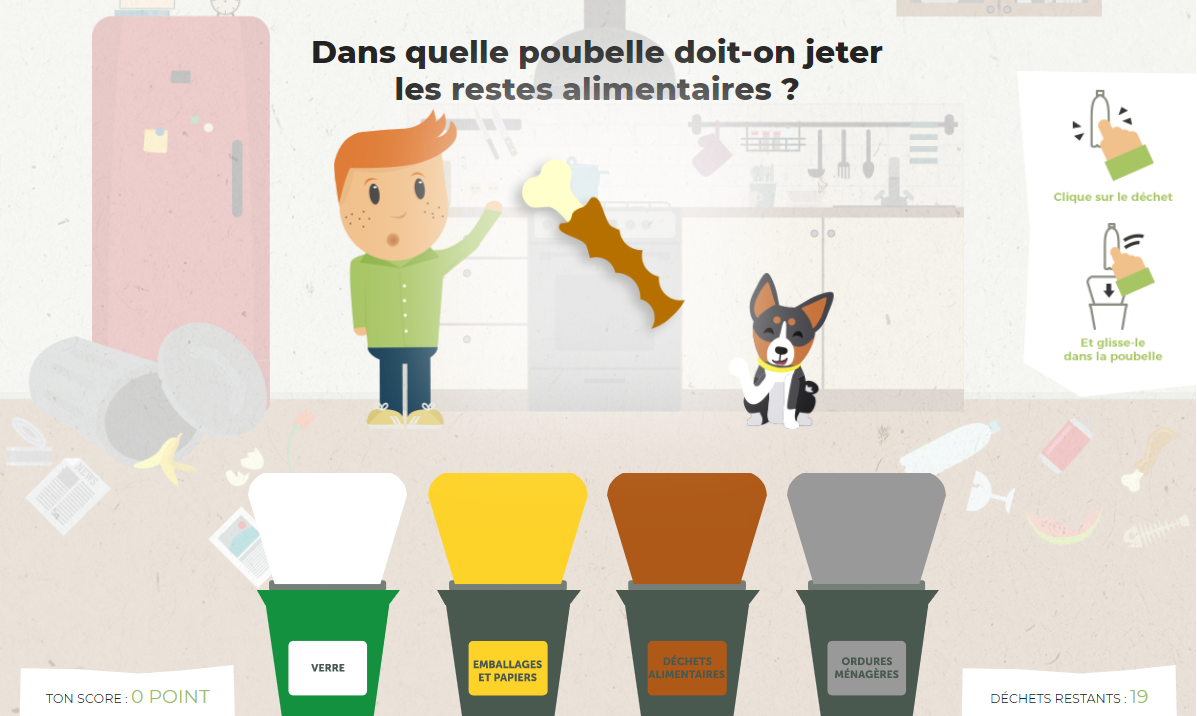 Dans quelle poubelle doit-on jeter
les restes alimentaires ?
Clique sur le déchet
Et glisse-le
dans la poubelle
NEWS
VERRE
EMBALLAGES
ET PAPIERS
DÉCHETS
ALIMENTAIRES
ORDURES
MÉNAGÈRES
TON SCORE : 0 POINT
DÉCHETS RESTANTS : 19